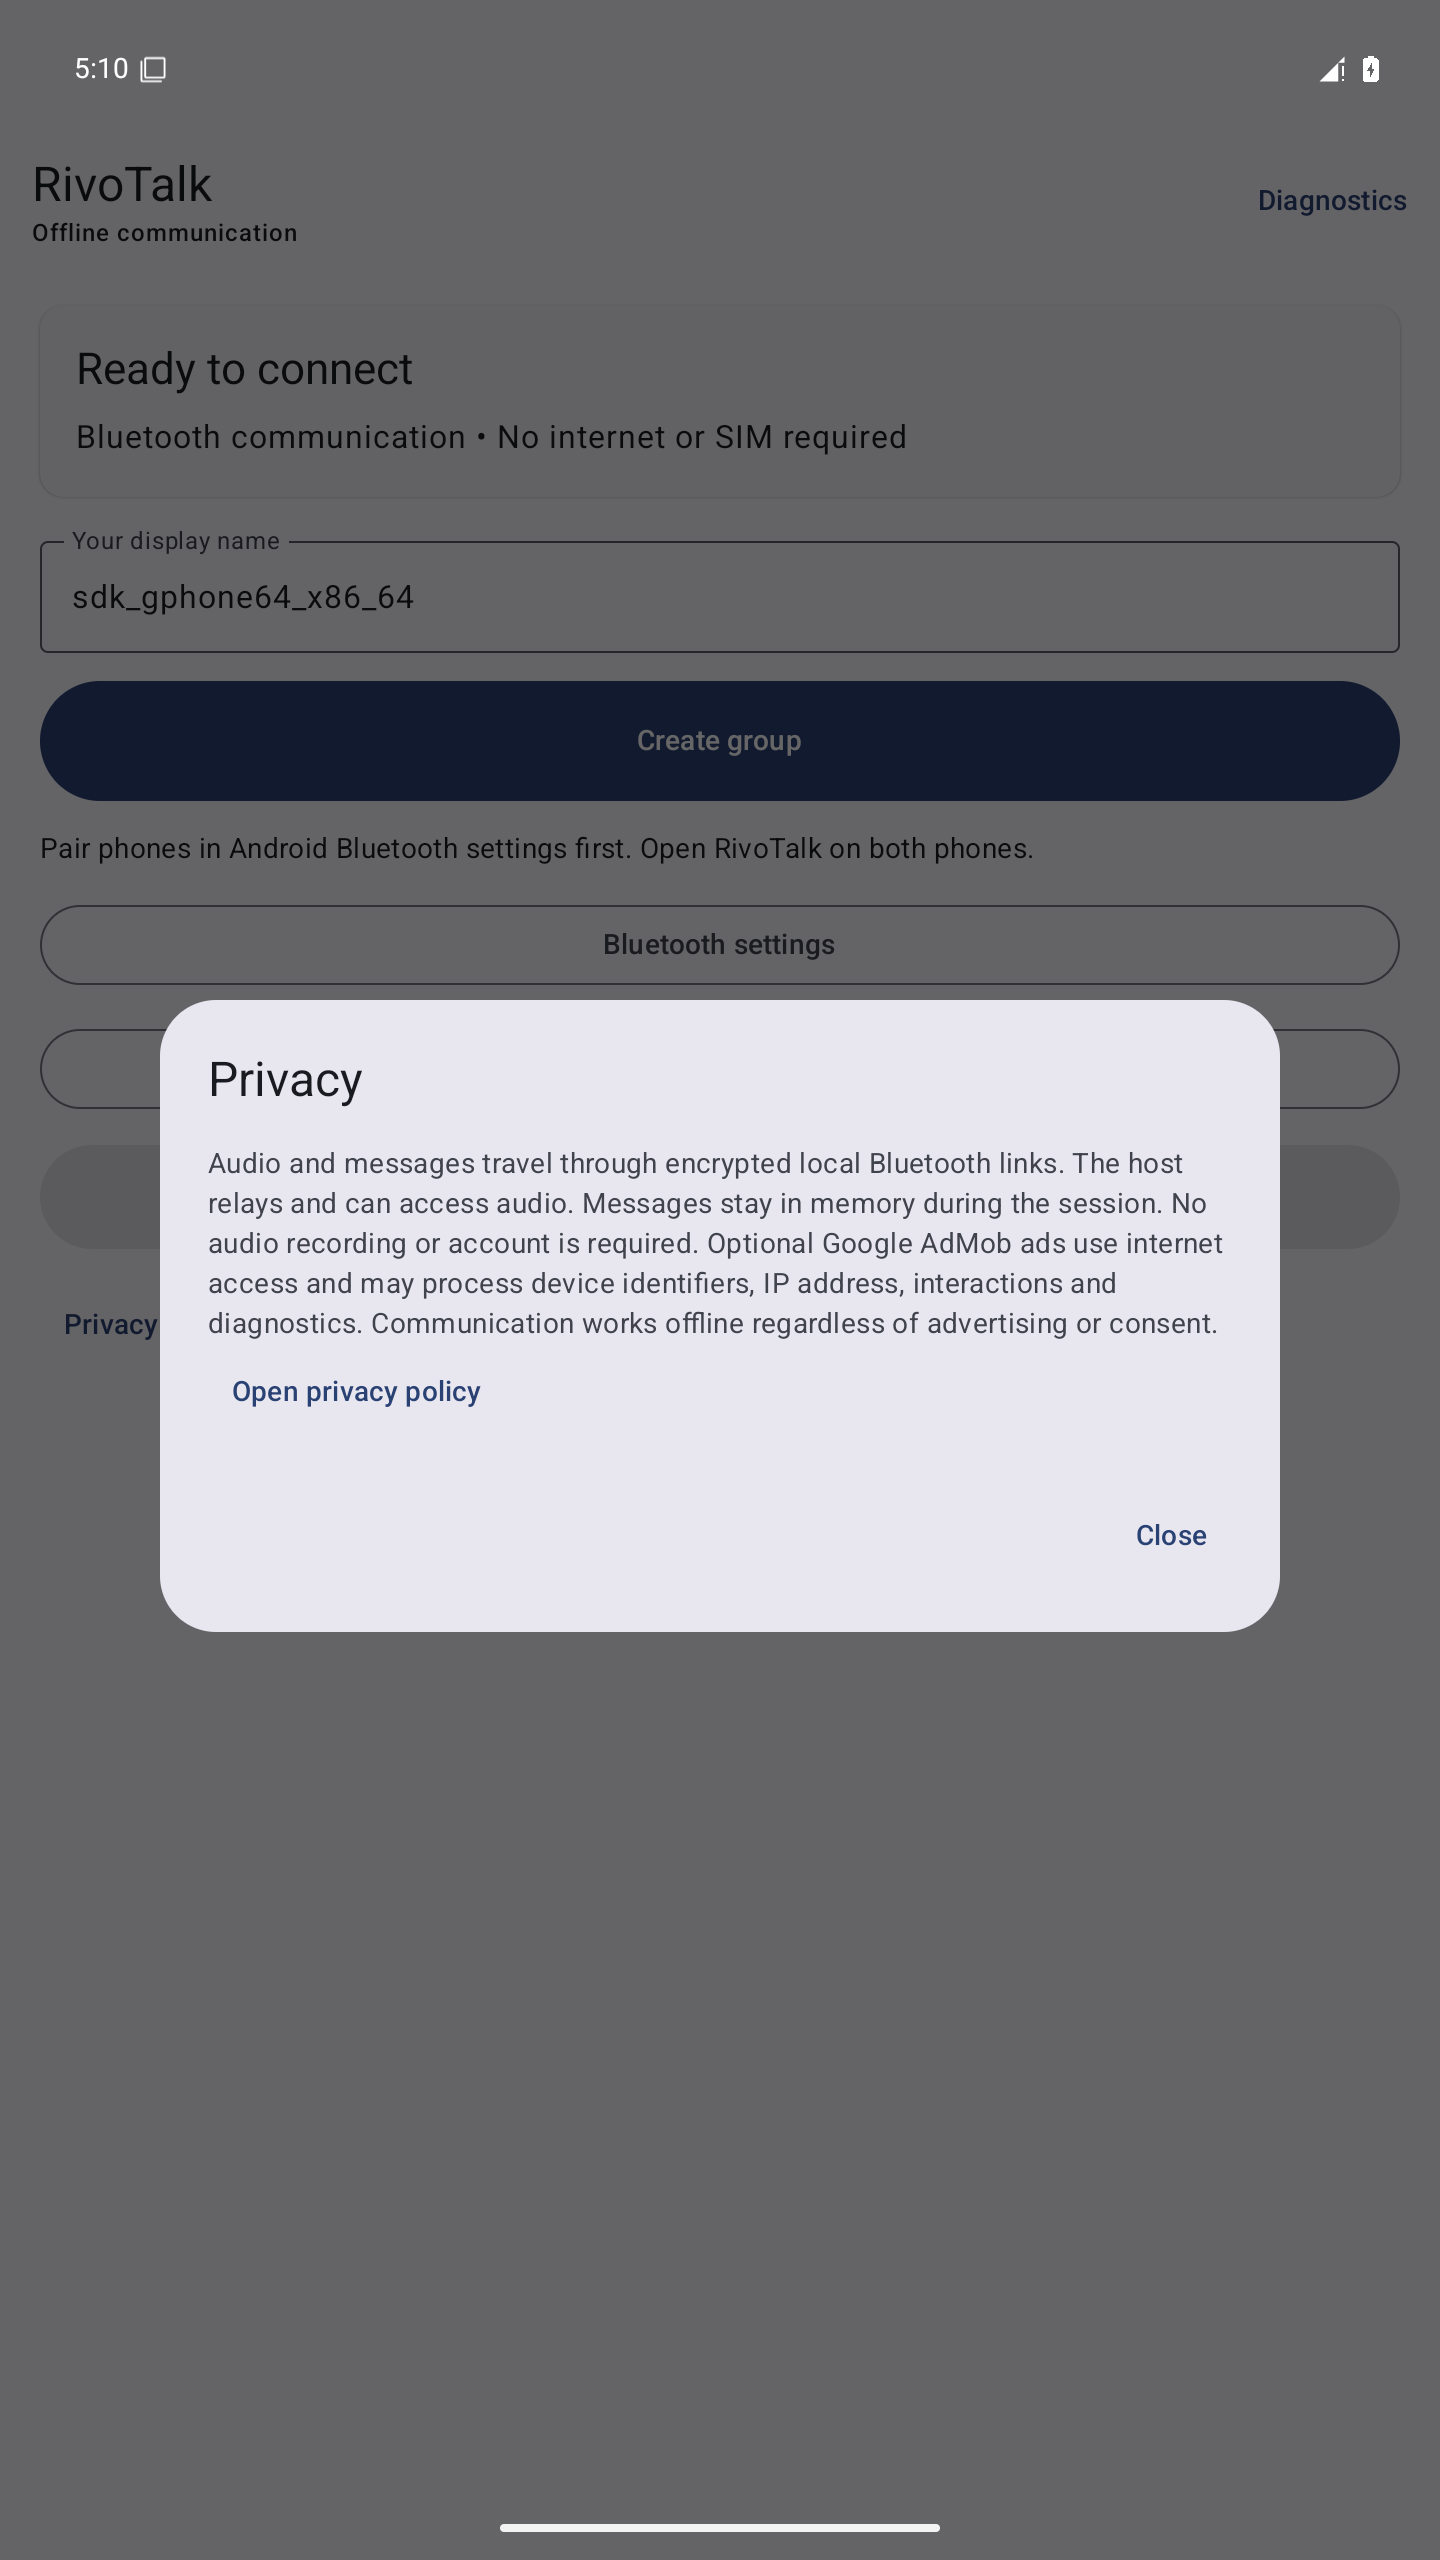 5:10
RivoTalk
Offline communication
Diagnostics
Ready to connect
Bluetooth communication • No internet or SIM required
Your display name
sdk_gphone64_x86_64
Create group
Pair phones in Android Bluetooth settings first. Open RivoTalk on both phones.
Bluetooth settings
Privacy
Privacy
Audio and messages travel through encrypted local Bluetooth links. The host
relays and can access audio. Messages stay in memory during the session. No
audio recording or account is required. Optional Google AdMob ads use internet
access and may process device identifiers, IP address, interactions and
diagnostics. Communication works offline regardless of advertising or consent.
Open privacy policy
Close